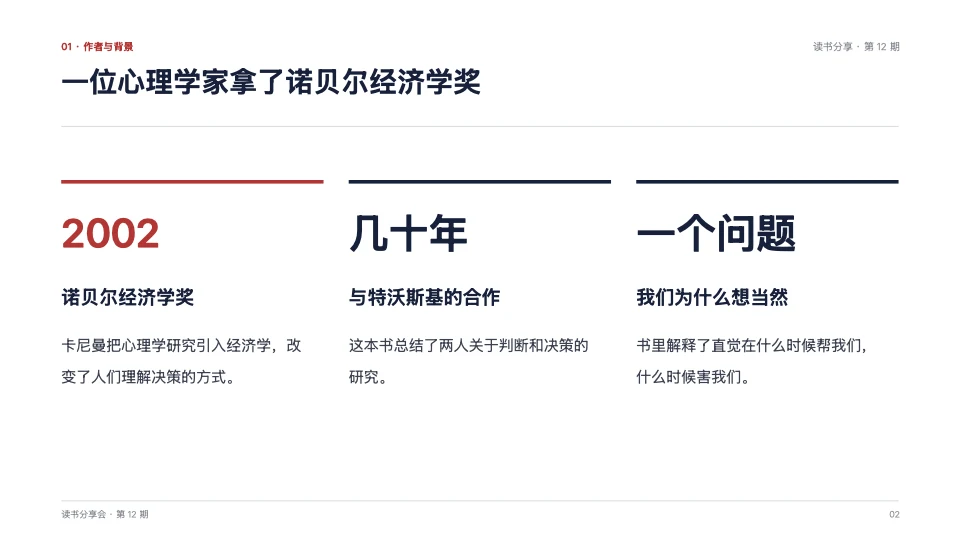 01 · 作者与背景
读书分享 · 第 12 期
一位心理学家拿了诺贝尔经济学奖
2002
诺贝尔经济学奖
卡尼曼把心理学研究引入经济学，改
变了人们理解决策的方式。
几十年
与特沃斯基的合作
这本书总结了两人关于判断和决策的
研究。
一个问题
我们为什么想当然
书里解释了直觉在什么时候帮我们，
什么时候害我们。
读书分享会 · 第 12 期
02